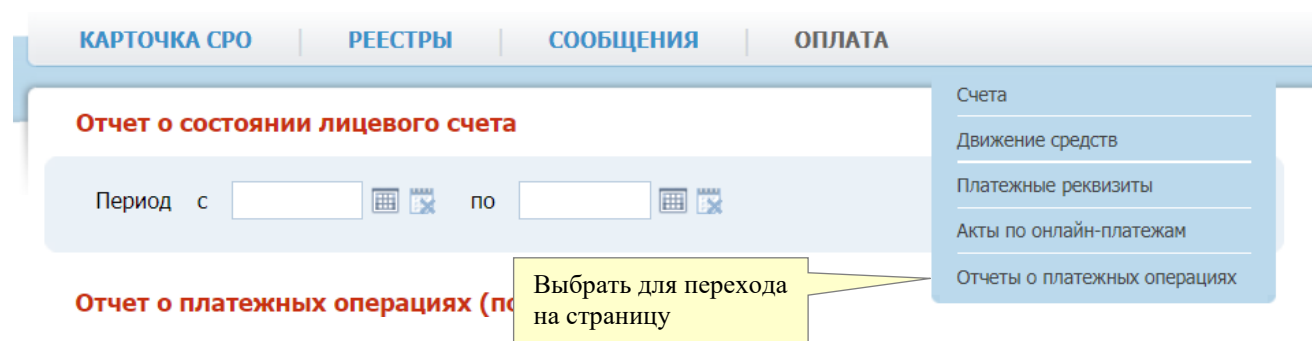 КАРТОЧКА СРО РЕЕСТРЫ СООБЩЕНИЯ ОПЛАТА
Счета
Движение средств
Платежные реквизиты
Акты по онлайн-платежам
Отчеты о платежных операциях
Отчет о состоянии лицевого счета
Период с по
Выбрать для перехода
на страницу
Отчет о платежных операциях